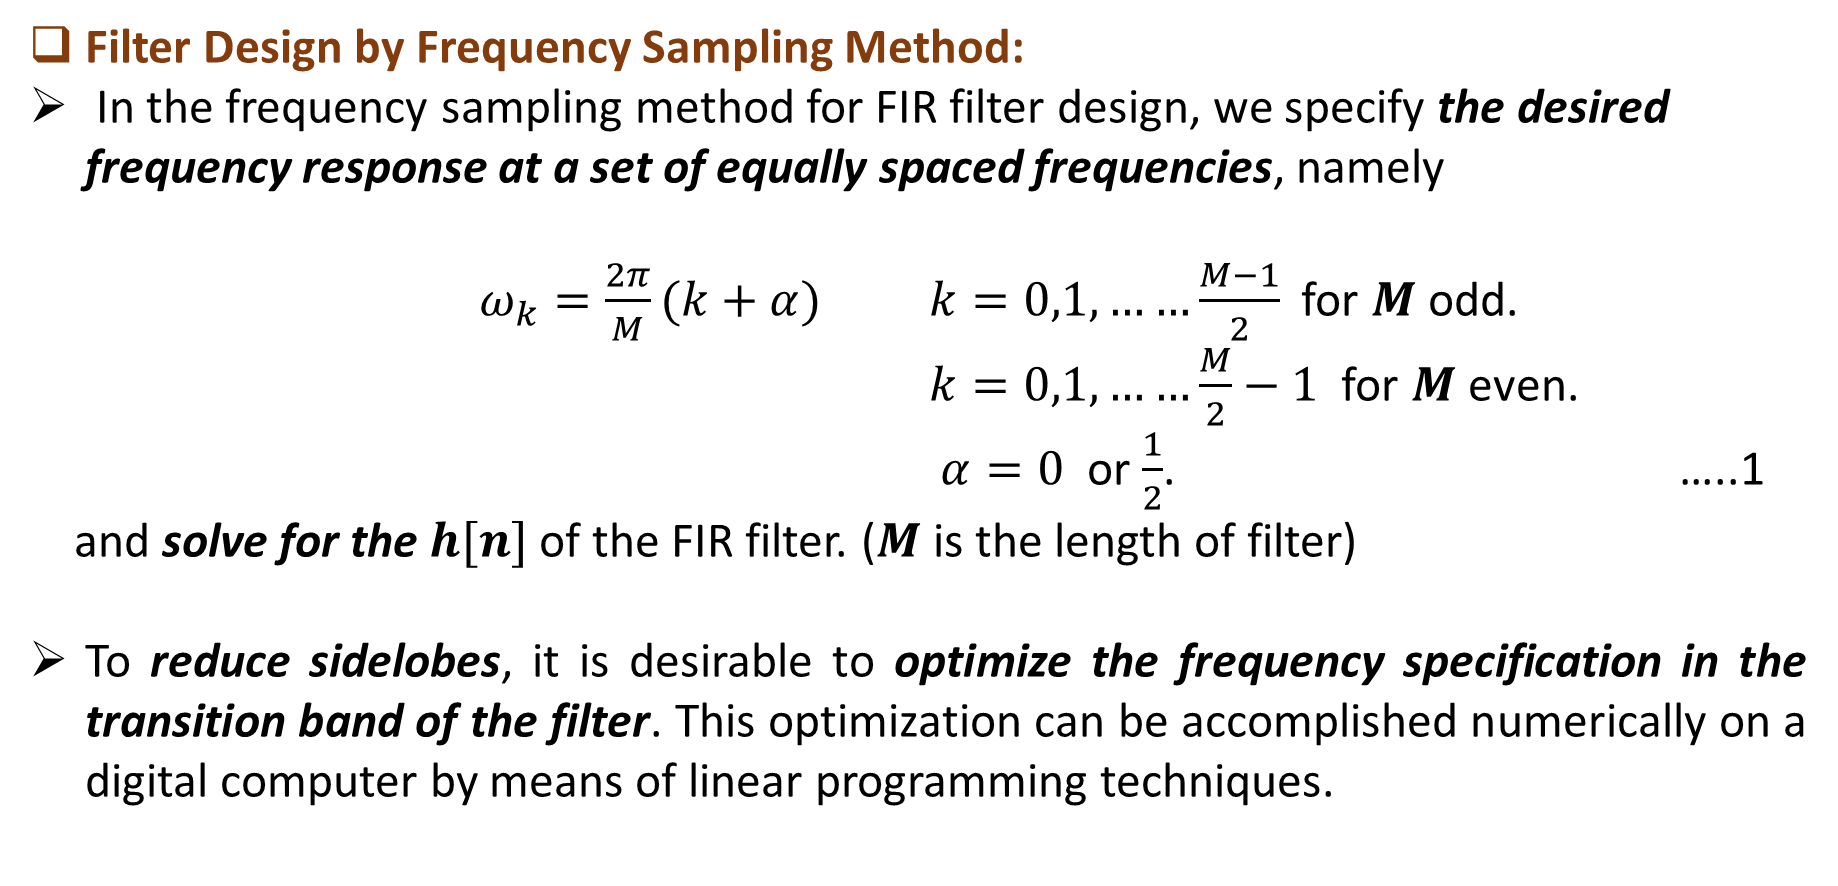 ❑ Filter Design by Frequency Sampling Method:
➢ In the frequency sampling method for FIR filter design, we specify the desired
frequency response at a set of equally spaced frequencies, namely
ω_k = 2π/M (k + α) k = 0,1, … … (M−1)/2 for M odd.
k = 0,1, … … M/2 − 1 for M even.
α = 0 or 1/2. …..1
and solve for the h[n] of the FIR filter. (M is the length of filter)
➢ To reduce sidelobes, it is desirable to optimize the frequency specification in the
transition band of the filter. This optimization can be accomplished numerically on a
digital computer by means of linear programming techniques.